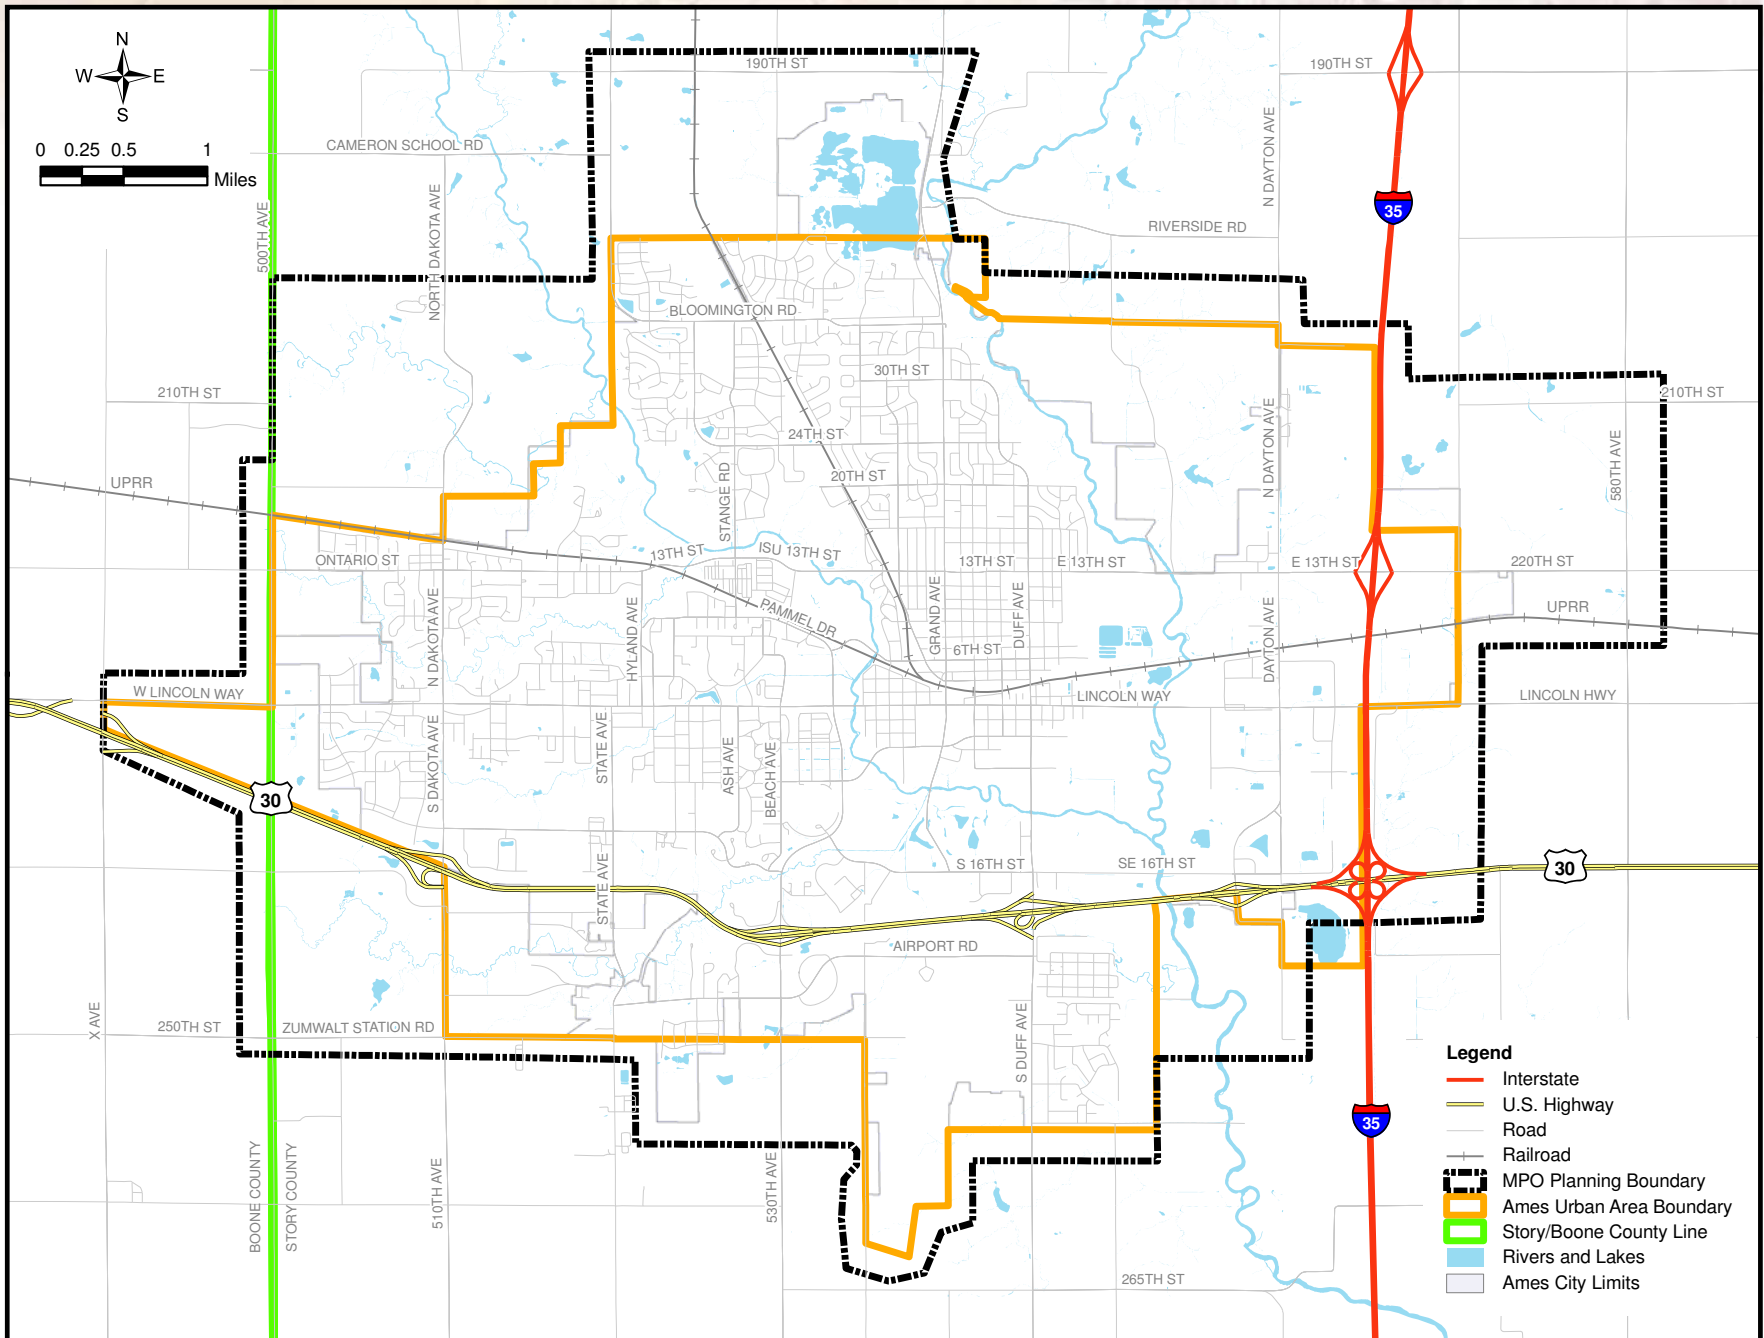 N
W E
S
0 0.25 0.5 1
Miles
190TH ST
190TH ST
CAMERON SCHOOL RD
500TH AVE
NORTH DAKOTA AVE
N DAYTON AVE
35
RIVERSIDE RD
BLOOMINGTON RD
30TH ST
210TH ST
210TH ST
24TH ST
N DAYTON AVE
580TH AVE
UPRR
20TH ST
STANGE RD
ONTARIO ST
13TH ST
ISU 13TH ST
13TH ST
E 13TH ST
E 13TH ST
220TH ST
UPRR
N DAKOTA AVE
HYLAND AVE
PAMMEL DR
GRAND AVE
DUFF AVE
6TH ST
DAYTON AVE
W LINCOLN WAY
LINCOLN WAY
LINCOLN HWY
S DAKOTA AVE
STATE AVE
ASH AVE
BEACH AVE
30
S 16TH ST
SE 16TH ST
30
STATE AVE
AIRPORT RD
X AVE
250TH ST
ZUMWALT STATION RD
S DUFF AVE
35
BOONE COUNTY
STORY COUNTY
510TH AVE
530TH AVE
265TH ST
Legend
Interstate
U.S. Highway
Road
Railroad
MPO Planning Boundary
Ames Urban Area Boundary
Story/Boone County Line
Rivers and Lakes
Ames City Limits